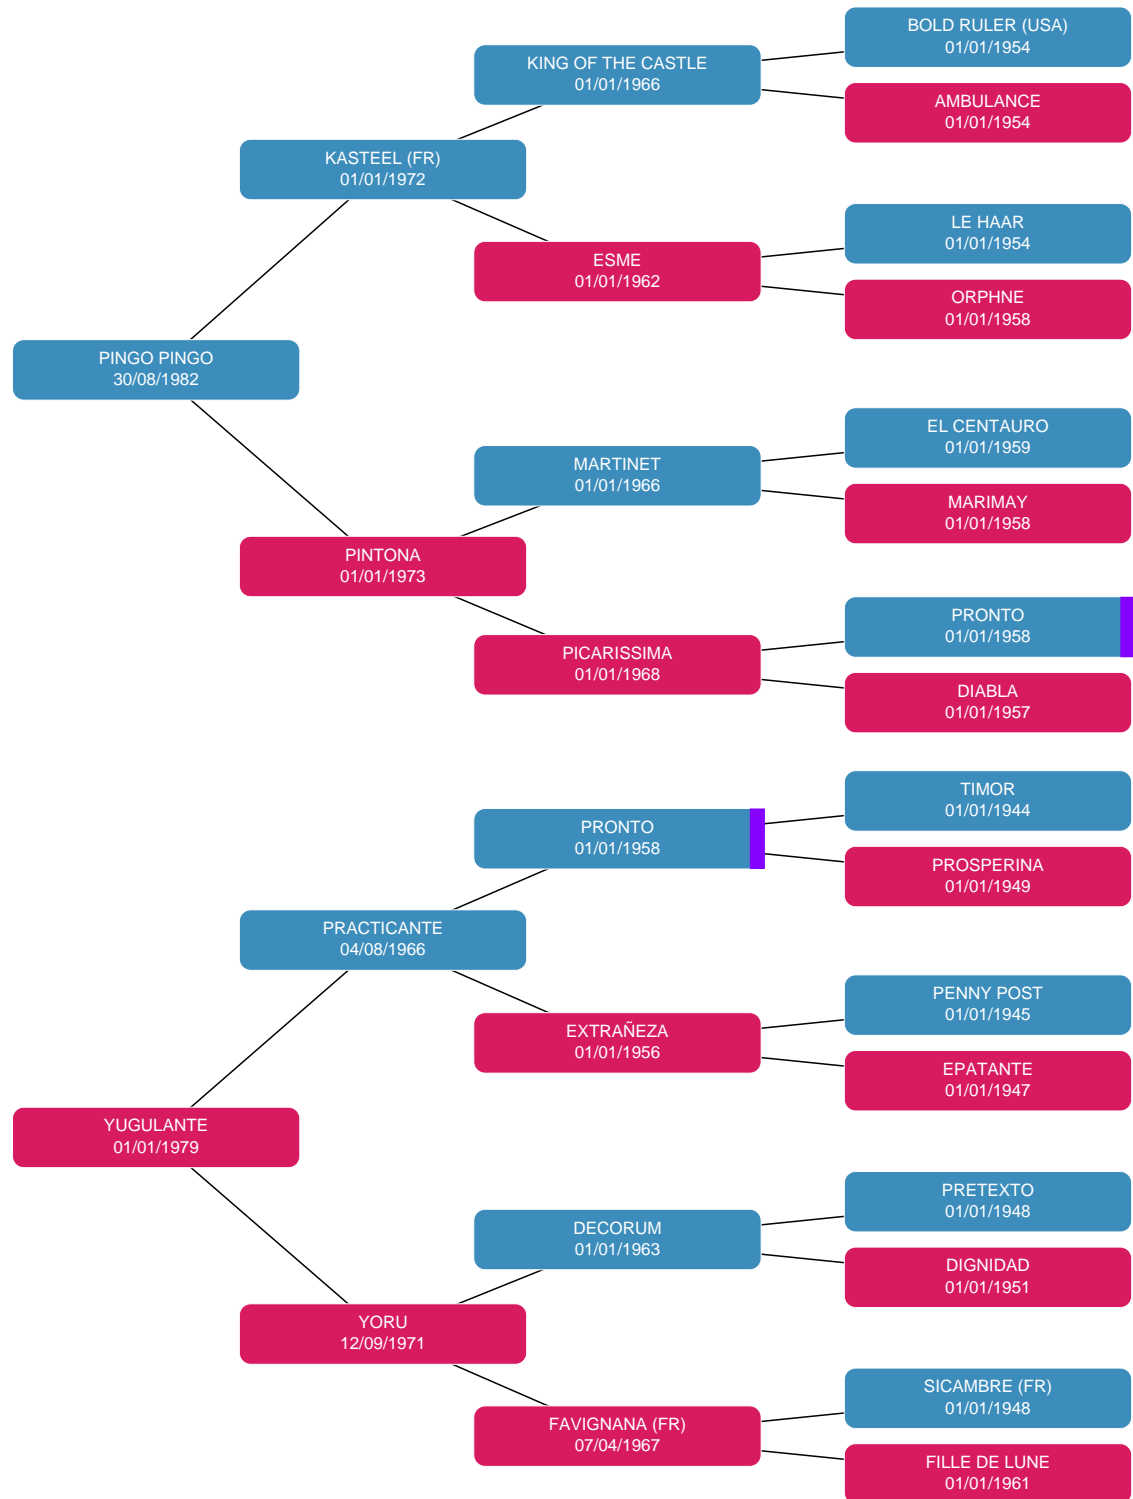 BOLD RULER (USA)
01/01/1954
KING OF THE CASTLE
01/01/1966
AMBULANCE
01/01/1954
KASTEEL (FR)
01/01/1972
LE HAAR
01/01/1954
ESME
01/01/1962
ORPHNE
01/01/1958
PINGO PINGO
30/08/1982
EL CENTAURO
01/01/1959
MARTINET
01/01/1966
MARIMAY
01/01/1958
PINTONA
01/01/1973
PRONTO
01/01/1958
PICARISSIMA
01/01/1968
DIABLA
01/01/1957
TIMOR
01/01/1944
PRONTO
01/01/1958
PROSPERINA
01/01/1949
PRACTICANTE
04/08/1966
PENNY POST
01/01/1945
EXTRAÑEZA
01/01/1956
EPATANTE
01/01/1947
YUGULANTE
01/01/1979
PRETEXTO
01/01/1948
DECORUM
01/01/1963
DIGNIDAD
01/01/1951
YORU
12/09/1971
SICAMBRE (FR)
01/01/1948
FAVIGNANA (FR)
07/04/1967
FILLE DE LUNE
01/01/1961